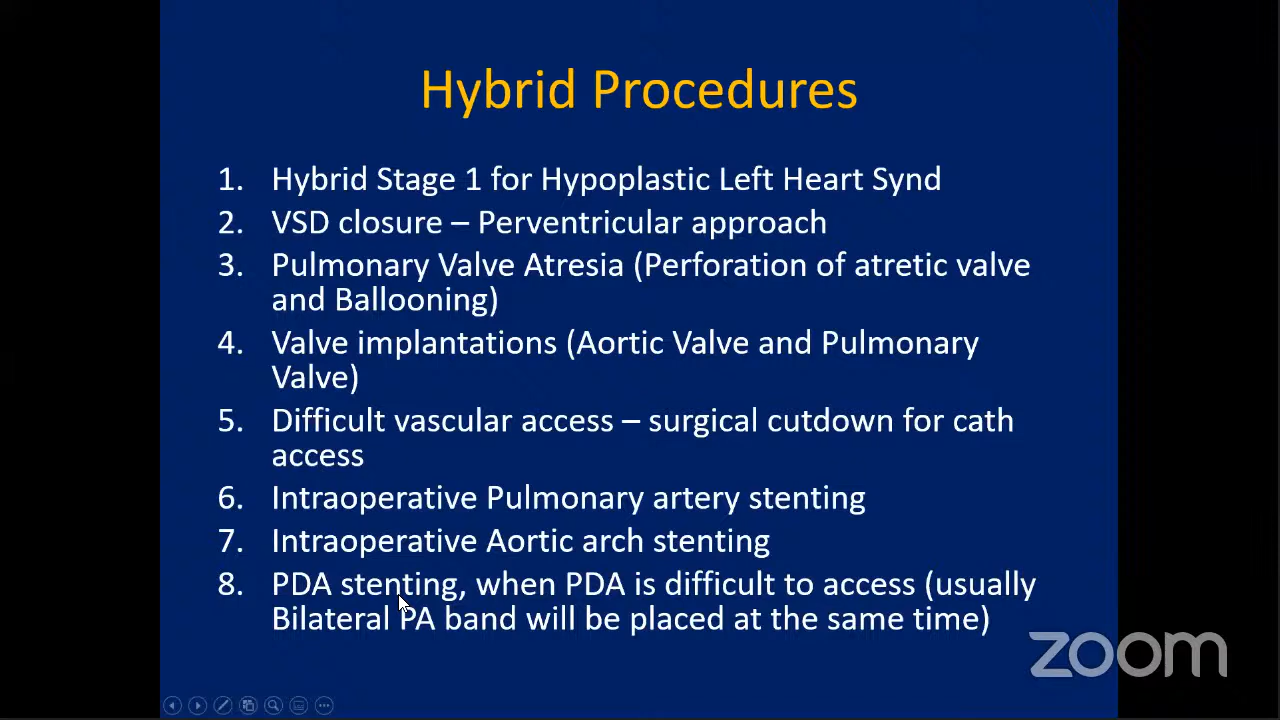 Hybrid Procedures
1. Hybrid Stage 1 for Hypoplastic Left Heart Synd
2. VSD closure – Perventricular approach
3. Pulmonary Valve Atresia (Perforation of atretic valve
and Ballooning)
4. Valve implantations (Aortic Valve and Pulmonary
Valve)
5. Difficult vascular access – surgical cutdown for cath
access
6. Intraoperative Pulmonary artery stenting
7. Intraoperative Aortic arch stenting
8. PDA stenting, when PDA is difficult to access (usually
Bilateral PA band will be placed at the same time)
zoom